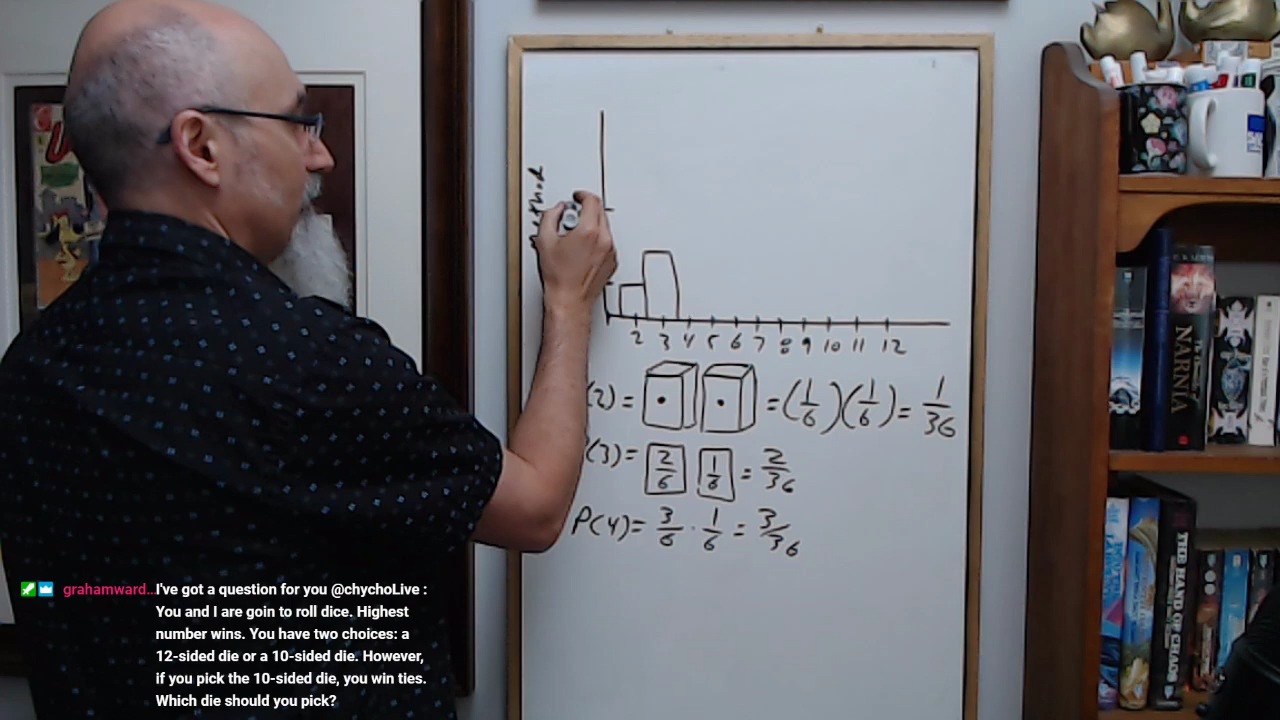 method
2 3 4 5 6 7 8 9 10 11 12
(2) = = (1/6)(1/6) = 1/36
(3) = 2/6 1/6 = 2/36
P(4) = 3/6 · 1/6 = 3/36
NARNIA
THE HAND OF CHAOS
grahamward... I've got a question for you @chychoLive :
You and I are goin to roll dice. Highest
number wins. You have two choices: a
12-sided die or a 10-sided die. However,
if you pick the 10-sided die, you win ties.
Which die should you pick?